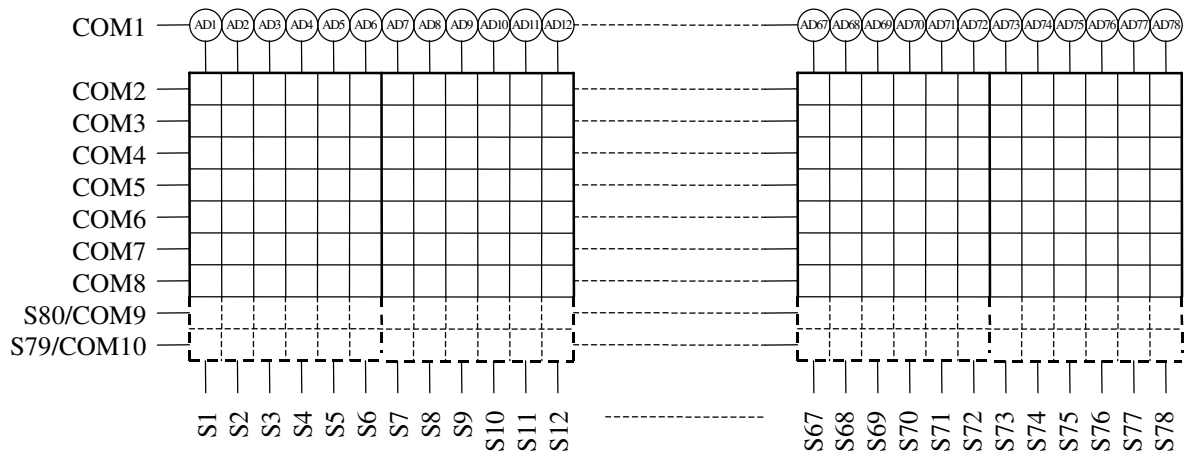 COM1 AD1 AD2 AD3 AD4 AD5 AD6 AD7 AD8 AD9 AD10 AD11 AD12 AD67 AD68 AD69 AD70 AD71 AD72 AD73 AD74 AD75 AD76 AD77 AD78
COM2
COM3
COM4
COM5
COM6
COM7
COM8
S80/COM9
S79/COM10
S1 S2 S3 S4 S5 S6 S7 S8 S9 S10 S11 S12 S67 S68 S69 S70 S71 S72 S73 S74 S75 S76 S77 S78